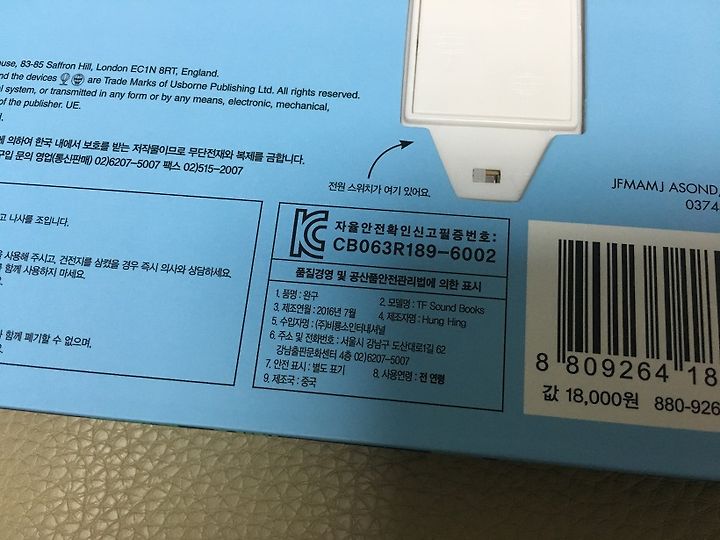 use, 83-85 Saffron Hill, London EC1N 8RT, England.
nd the devices are Trade Marks of Usborne Publishing Ltd. All rights reserved.
al system, or transmitted in any form or by any means, electronic, mechanical,
of the publisher. UE.
에 의하여 한국 내에서 보호를 받는 저작물이므로 무단전재와 복제를 금합니다.
구입 문의 영업(통신판매) 02)6207-5007 팩스 02)515-2007
전원 스위치가 여기 있어요.
JFMAMJ ASOND
0374
고 나사를 조입니다.
사용해 주시고, 건전지를 삼켰을 경우 즉시 의사와 상담하세요.
함께 사용하지 마세요.
함께 폐기할 수 없으며,
KC 자율안전확인신고필증번호:
CB063R189-6002
품질경영 및 공산품안전관리법에 의한 표시
1. 품명 : 완구 2. 모델명 : TF Sound Books
3. 제조연월 : 2016년 7월 4. 제조자명 : Hung Hing
5. 수입자명 : (주)비룡소인터내셔널
6. 주소 및 전화번호 : 서울시 강남구 도산대로1길 62
강남출판문화센터 4층 02)6207-5007
7. 안전 표시 : 별도 표기 8. 사용연령 : 전 연령
9. 제조국 : 중국
8 809264 18
값 18,000원 880-926